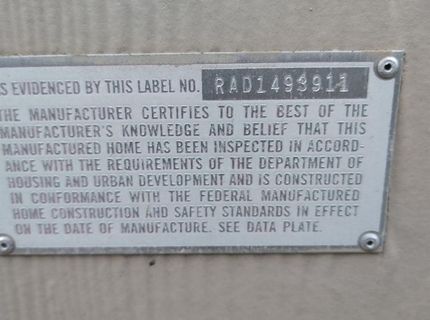 S EVIDENCED BY THIS LABEL NO. RAD1493911
THE MANUFACTURER CERTIFIES TO THE BEST OF THE
MANUFACTURER'S KNOWLEDGE AND BELIEF THAT THIS
MANUFACTURED HOME HAS BEEN INSPECTED IN ACCORD-
ANCE WITH THE REQUIREMENTS OF THE DEPARTMENT OF
HOUSING AND URBAN DEVELOPMENT AND IS CONSTRUCTED
IN CONFORMANCE WITH THE FEDERAL MANUFACTURED
HOME CONSTRUCTION AND SAFETY STANDARDS IN EFFECT
ON THE DATE OF MANUFACTURE. SEE DATA PLATE.